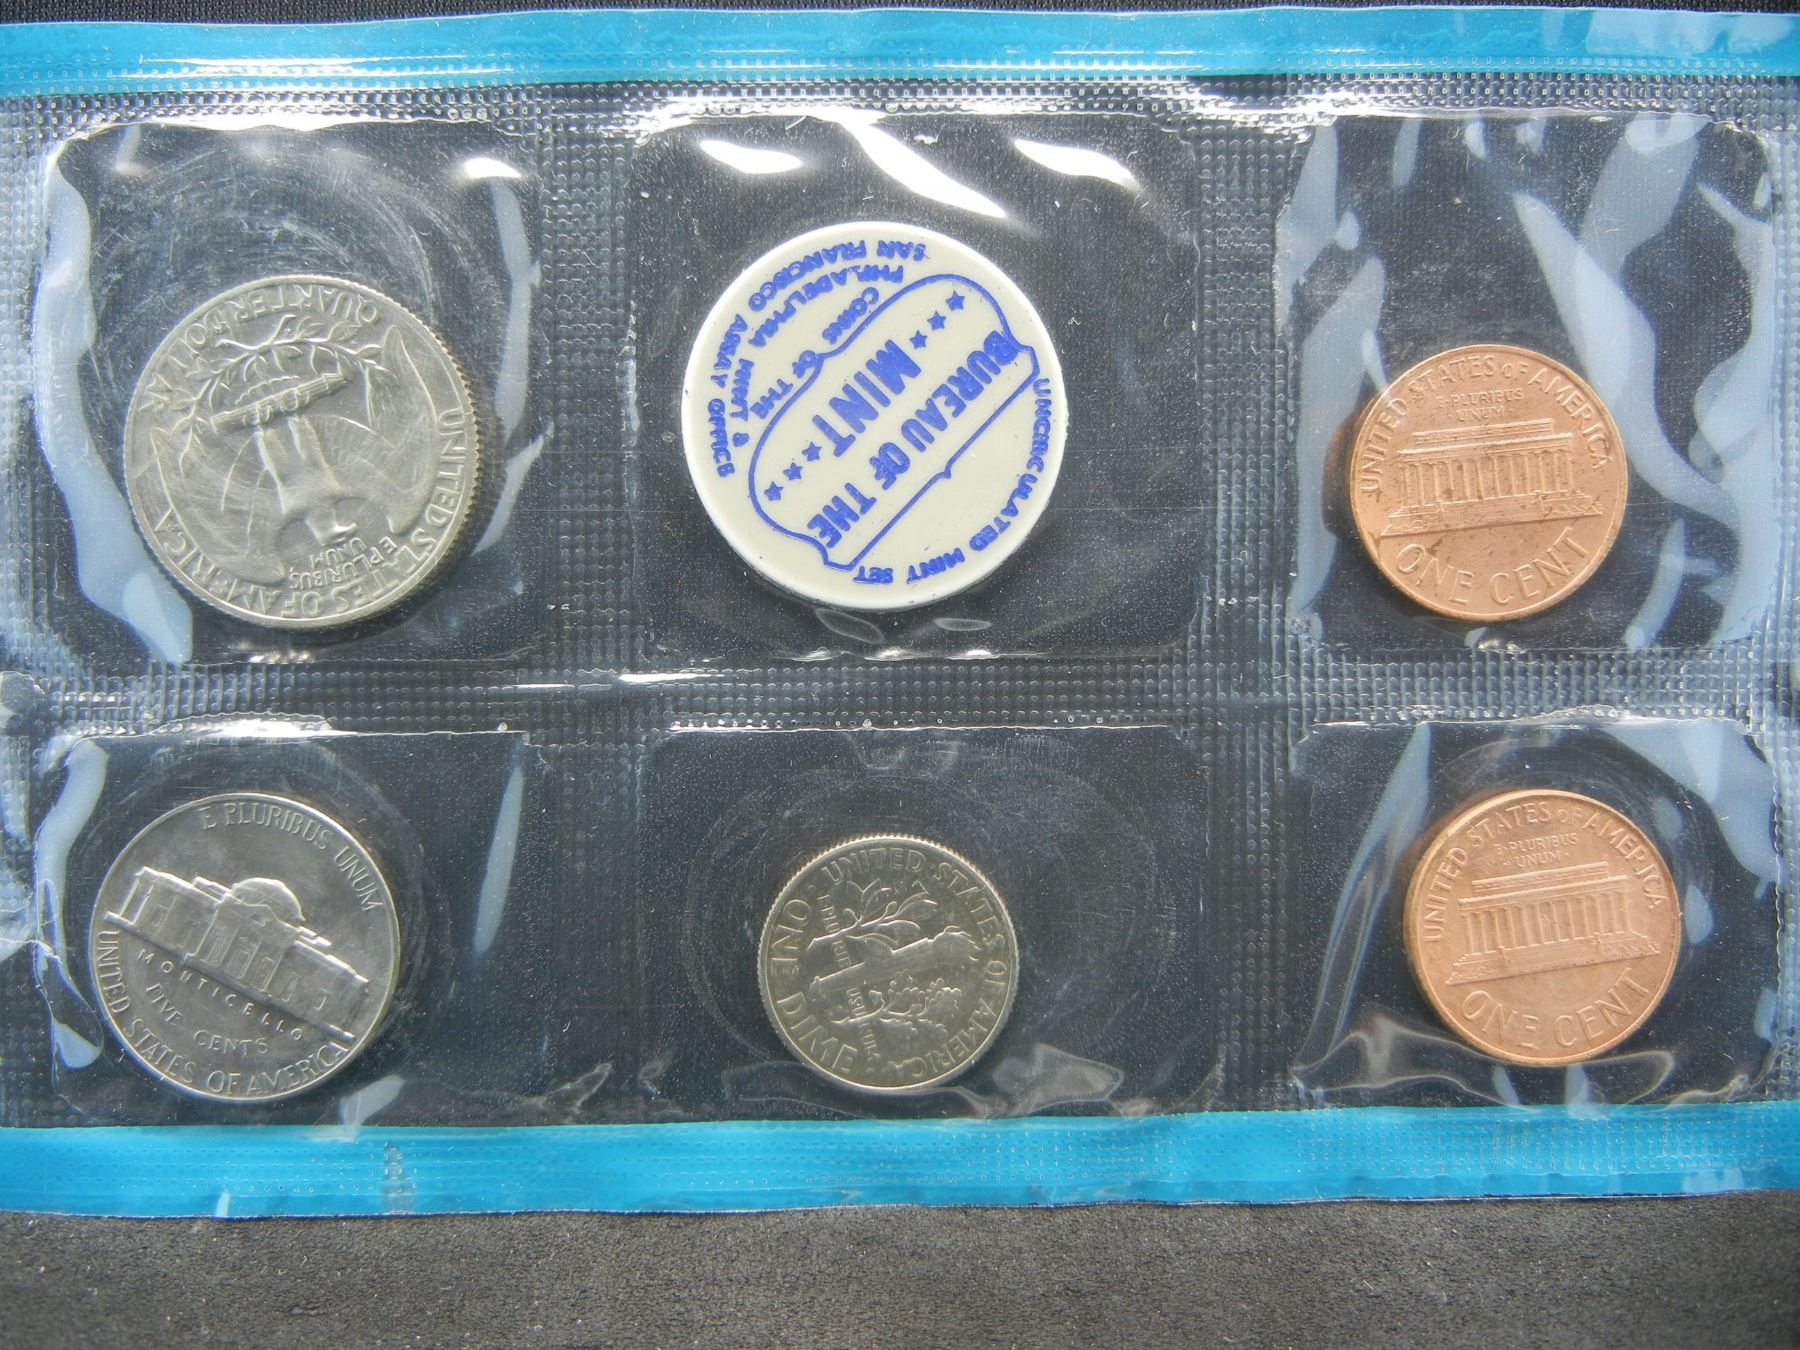 QUARTER DOLLAR
UNITED STATES OF AMERICA
E PLURIBUS
UNUM
UNCIRCULATED MINT SET
BUREAU OF THE
★★★ MINT ★★★
COINS OF THE
PHILADELPHIA MINT &
SAN FRANCISCO ASSAY OFFICE
UNITED STATES OF AMERICA
E·PLURIBUS
·UNUM·
ONE CENT
E PLURIBUS UNUM
MONTICELLO
FIVE CENTS
UNITED STATES OF AMERICA
UNITED·STATES OF AMERICA·
ONE DIME
UNITED STATES OF AMERICA
E·PLURIBUS
·UNUM·
ONE CENT